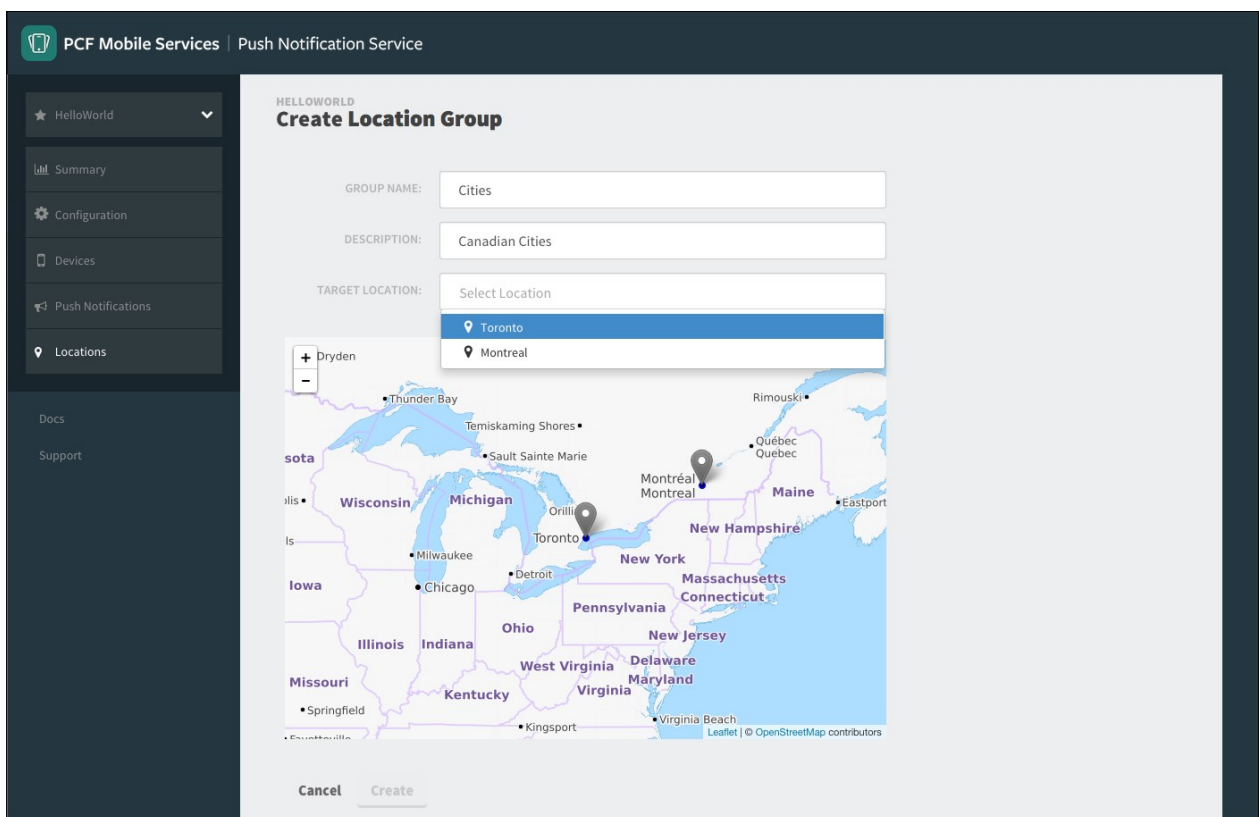 PCF Mobile Services | Push Notification Service
HelloWorld
Summary
Configuration
Devices
Push Notifications
Locations
Docs
Support
HELLOWORLD
Create Location Group
GROUP NAME:
Cities
DESCRIPTION:
Canadian Cities
TARGET LOCATION:
Select Location
Toronto
Montreal
+
−
Dryden
Thunder Bay
Rimouski
Temiskaming Shores
Québec
Quebec
sota
Sault Sainte Marie
Montréal
Montreal
Maine
lis
Wisconsin
Michigan
Eastport
Orilli
New Hampshire
ls
Toronto
Milwaukee
New York
Detroit
Massachusetts
Iowa
Chicago
Connecticut
Pennsylvania
Ohio
New Jersey
Illinois
Indiana
West Virginia
Delaware
Maryland
Missouri
Kentucky
Virginia
Springfield
Kingsport
Virginia Beach
Leaflet | © OpenStreetMap contributors
Cancel
Create